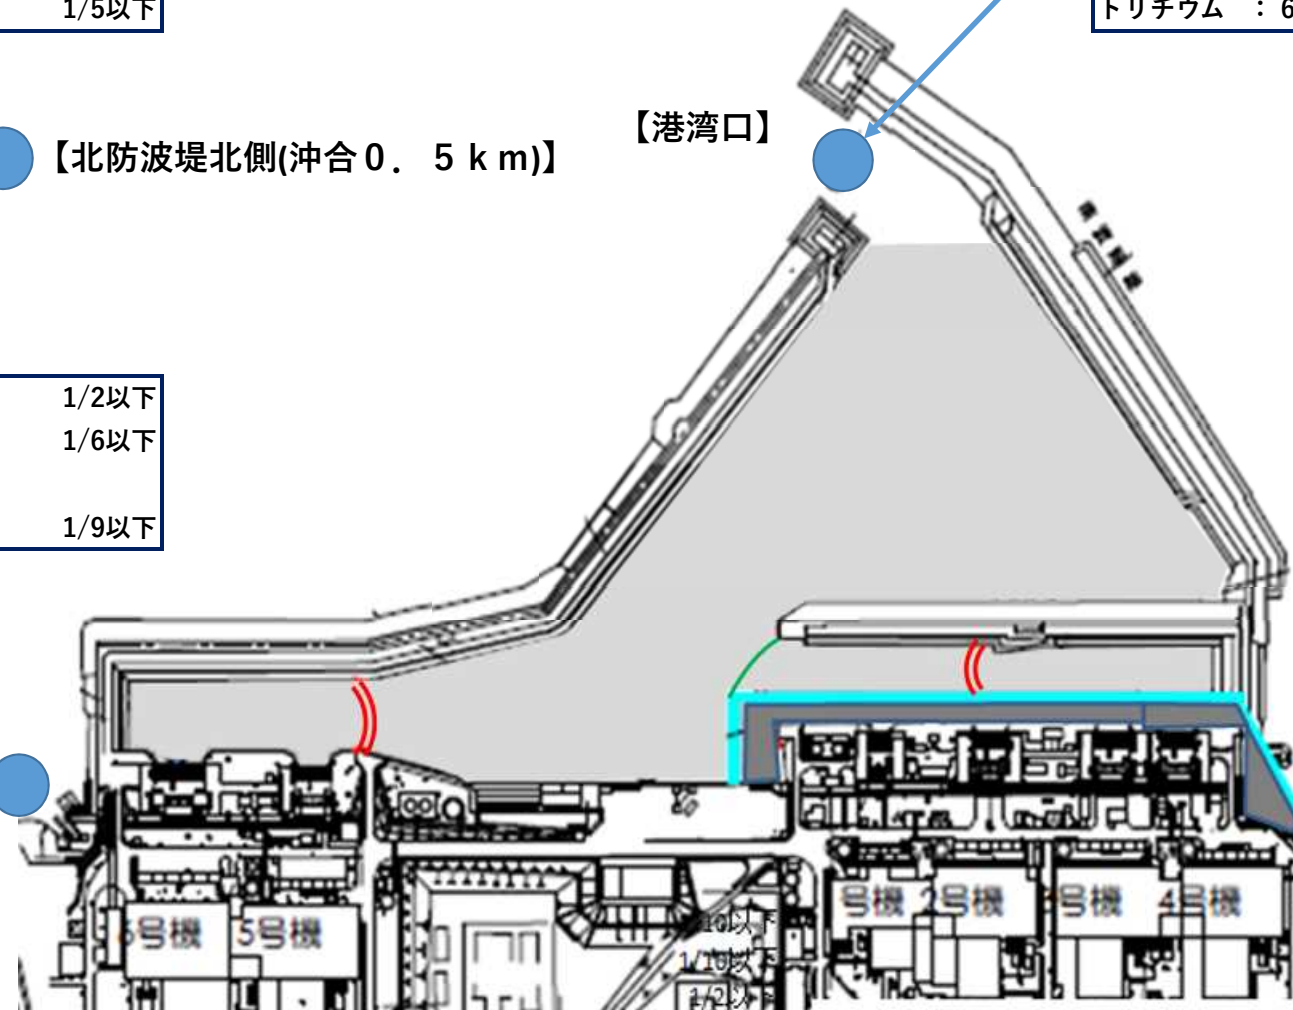 1/5以下
トリチウム ：6
【港湾口】
【北防波堤北側(沖合０．５ｋｍ)】
1/2以下
1/6以下
1/9以下
号機 2号機 号機 4号機
6号機 5号機
10以下
1/10以下
1/2以下